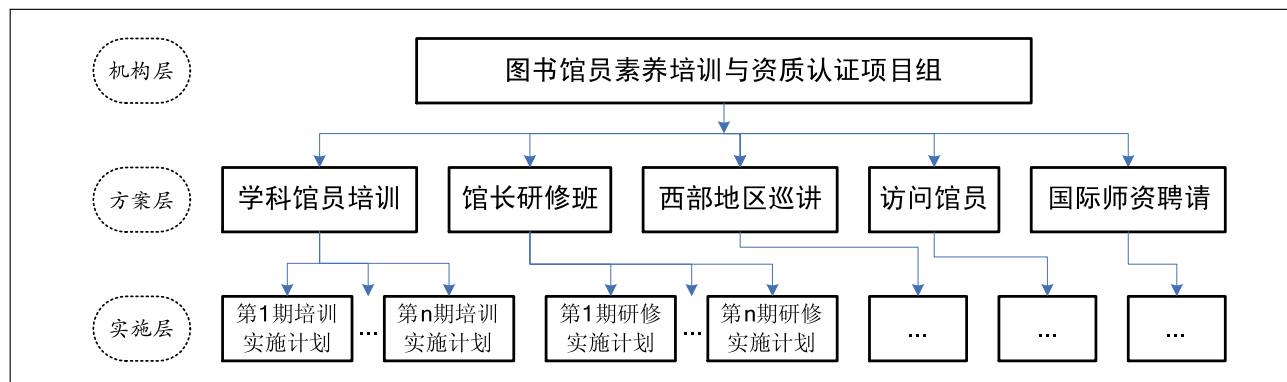 机构层
图书馆员素养培训与资质认证项目组
方案层
学科馆员培训
馆长研修班
西部地区巡讲
访问馆员
国际师资聘请
实施层
第1期培训
实施计划
...
第n期培训
实施计划
第1期研修
实施计划
...
第n期研修
实施计划
...
...
...